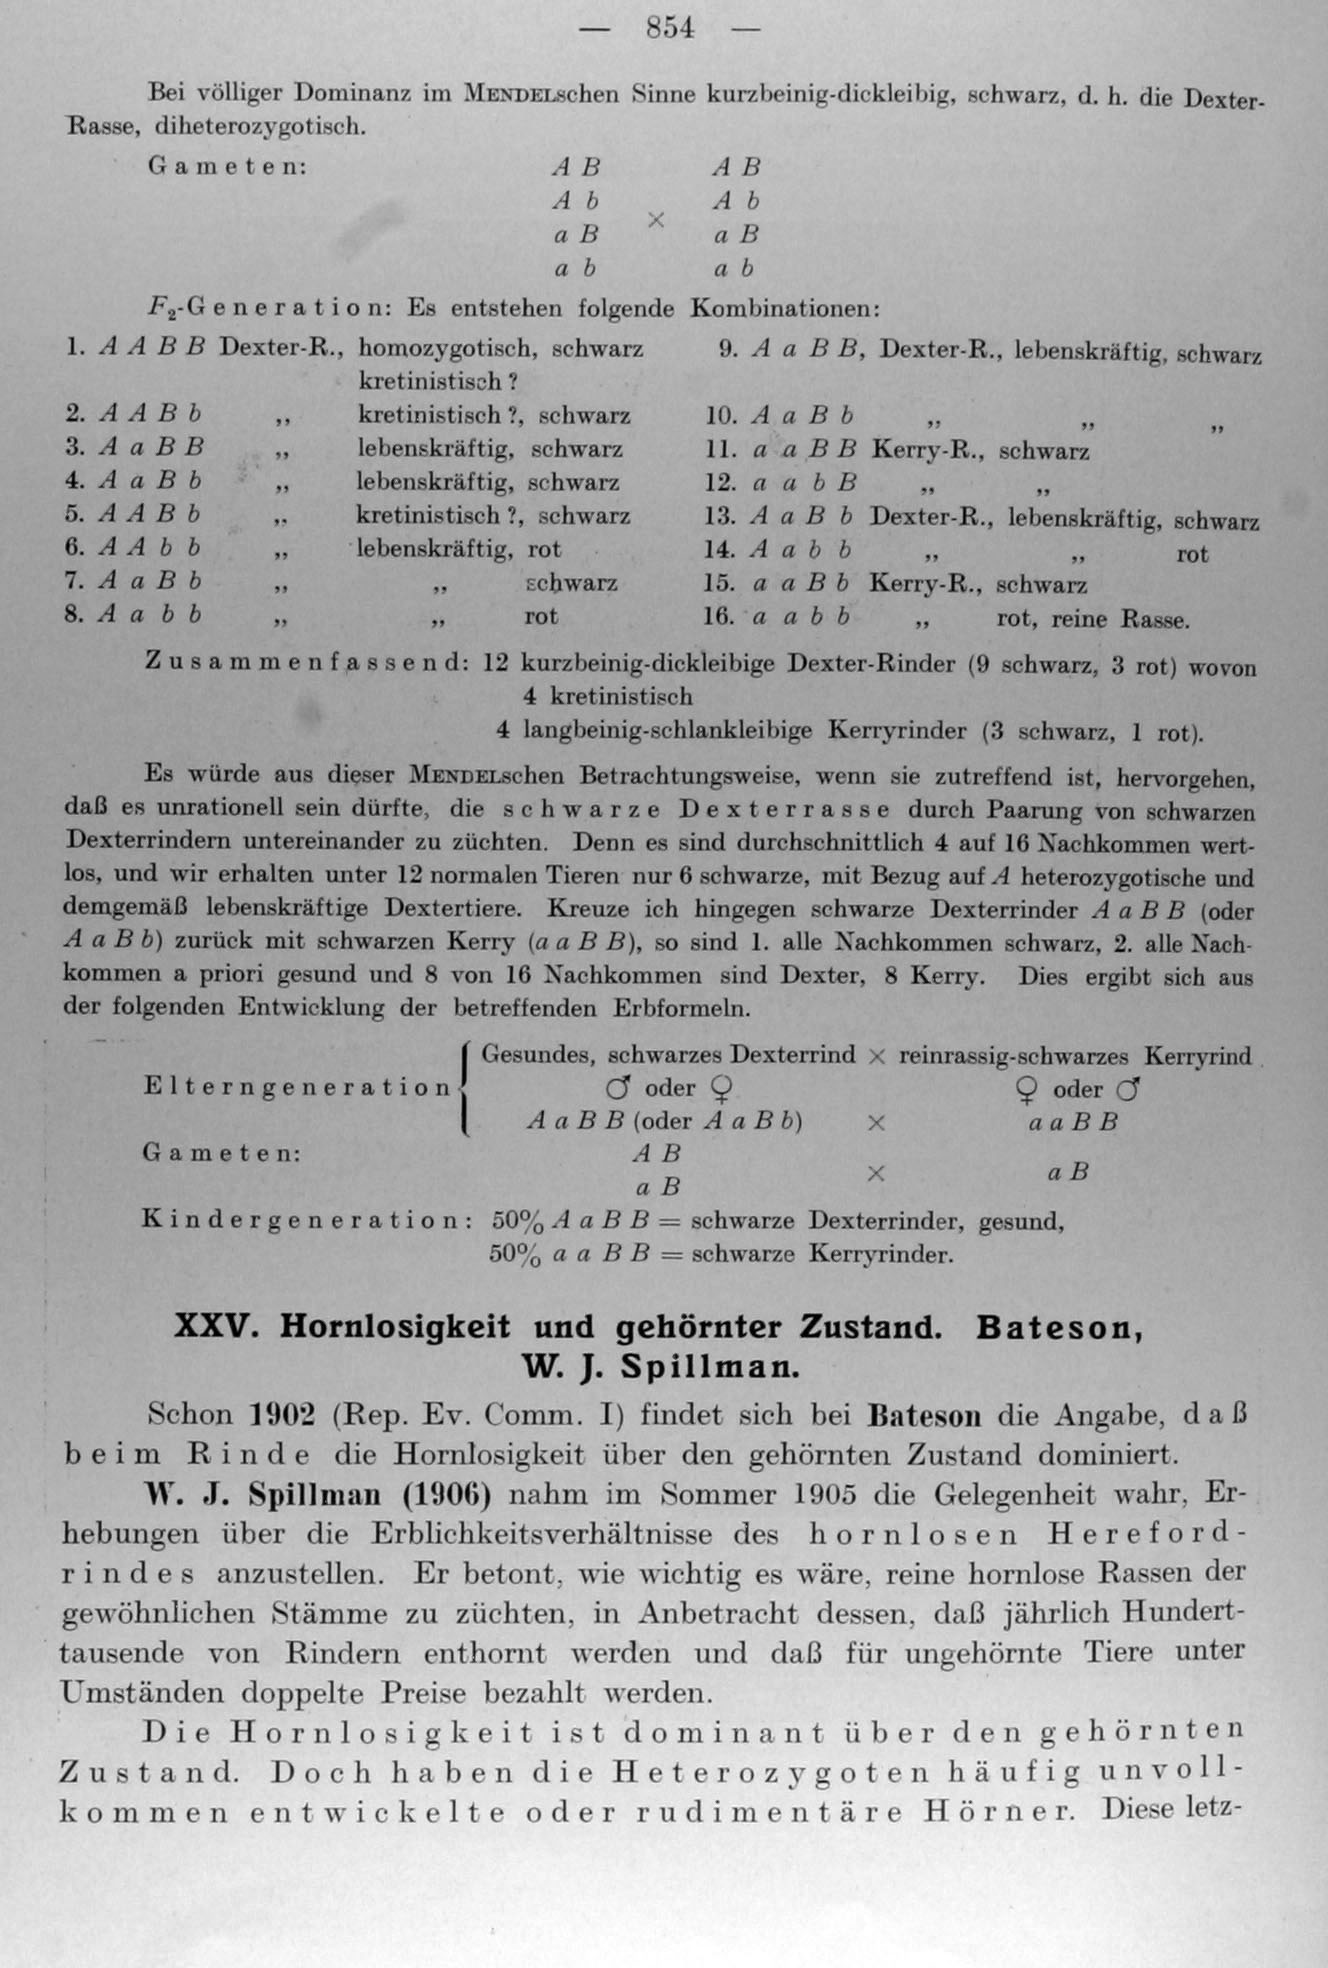 — 854 —
Bei völliger Dominanz im MENDELschen Sinne kurzbeinig-dickleibig, schwarz, d. h. die Dexter-
Rasse, diheterozygotisch.
Gameten: A B A B
A b A b
×
a B a B
a b a b
F₂-Generation: Es entstehen folgende Kombinationen:
1. A A B B Dexter-R., homozygotisch, schwarz
kretinistisch ?
2. A A B b „ kretinistisch ?, schwarz
3. A a B B „ lebenskräftig, schwarz
4. A a B b „ lebenskräftig, schwarz
5. A A B b „ kretinistisch ?, schwarz
6. A A b b „ lebenskräftig, rot
7. A a B b „ „ schwarz
8. A a b b „ „ rot
9. A a B B, Dexter-R., lebenskräftig, schwarz
10. A a B b „ „ „
11. a a B B Kerry-R., schwarz
12. a a b B „ „
13. A a B b Dexter-R., lebenskräftig, schwarz
14. A a b b „ „ rot
15. a a B b Kerry-R., schwarz
16. a a b b „ rot, reine Rasse.
Zusammenfassend: 12 kurzbeinig-dickleibige Dexter-Rinder (9 schwarz, 3 rot) wovon
4 kretinistisch
4 langbeinig-schlankleibige Kerryrinder (3 schwarz, 1 rot).
Es würde aus dieser MENDELschen Betrachtungsweise, wenn sie zutreffend ist, hervorgehen,
daß es unrationell sein dürfte, die schwarze Dexterrasse durch Paarung von schwarzen
Dexterrindern untereinander zu züchten. Denn es sind durchschnittlich 4 auf 16 Nachkommen wert-
los, und wir erhalten unter 12 normalen Tieren nur 6 schwarze, mit Bezug auf A heterozygotische und
demgemäß lebenskräftige Dextertiere. Kreuze ich hingegen schwarze Dexterrinder A a B B (oder
A a B b) zurück mit schwarzen Kerry (a a B B), so sind 1. alle Nachkommen schwarz, 2. alle Nach-
kommen a priori gesund und 8 von 16 Nachkommen sind Dexter, 8 Kerry. Dies ergibt sich aus
der folgenden Entwicklung der betreffenden Erbformeln.
Gesundes, schwarzes Dexterrind × reinrassig-schwarzes Kerryrind
Elterngeneration { ♂ oder ♀ ♀ oder ♂
A a B B (oder A a B b) × a a B B
Gameten: A B
× a B
a B
Kindergeneration: 50% A a B B = schwarze Dexterrinder, gesund,
50% a a B B = schwarze Kerryrinder.
XXV. Hornlosigkeit und gehörnter Zustand. Bateson,
W. J. Spillman.
Schon 1902 (Rep. Ev. Comm. I) findet sich bei Bateson die Angabe, daß
beim Rinde die Hornlosigkeit über den gehörnten Zustand dominiert.
W. J. Spillman (1906) nahm im Sommer 1905 die Gelegenheit wahr, Er-
hebungen über die Erblichkeitsverhältnisse des hornlosen Hereford-
rindes anzustellen. Er betont, wie wichtig es wäre, reine hornlose Rassen der
gewöhnlichen Stämme zu züchten, in Anbetracht dessen, daß jährlich Hundert-
tausende von Rindern enthornt werden und daß für ungehörnte Tiere unter
Umständen doppelte Preise bezahlt werden.
Die Hornlosigkeit ist dominant über den gehörnten
Zustand. Doch haben die Heterozygoten häufig unvoll-
kommen entwickelte oder rudimentäre Hörner. Diese letz-